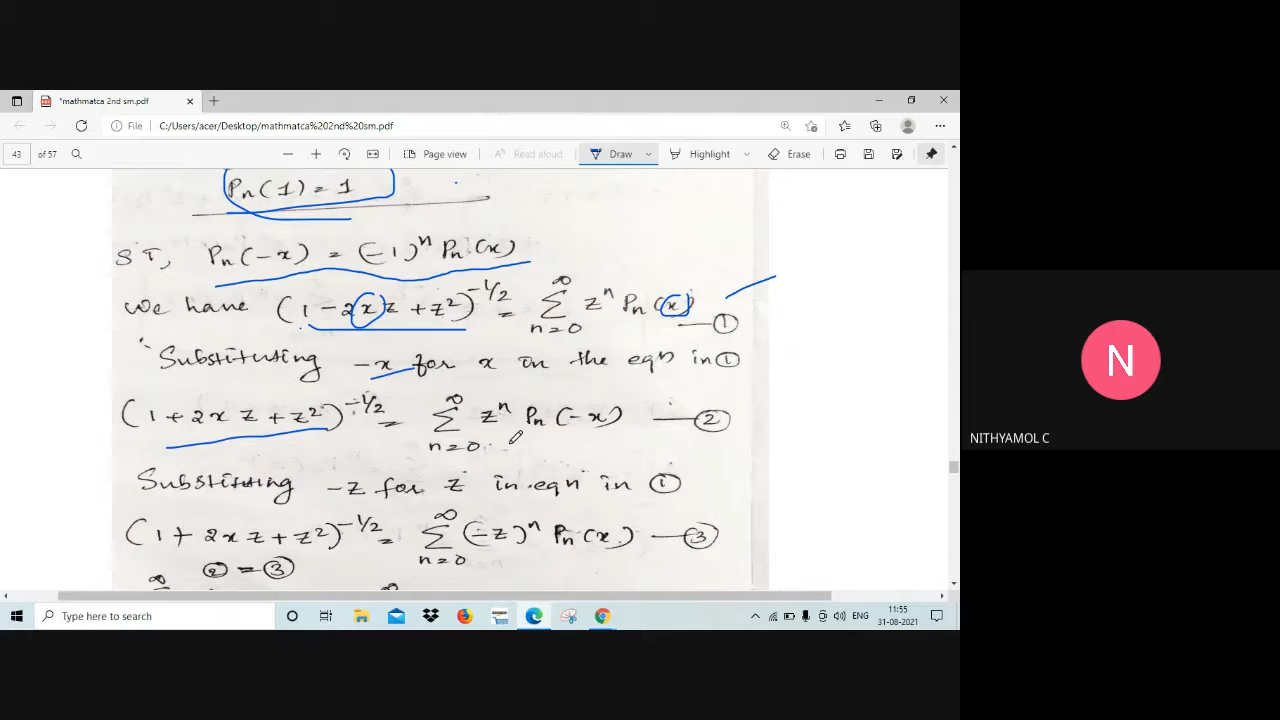 *mathmatca 2nd sm.pdf
File C:/Users/acer/Desktop/mathmatca%202nd%20sm.pdf
43 of 57 Page view Read aloud Draw Highlight Erase
Pn(1) = 1
ST, Pn(-x) = (-1)^n Pn(x)
We have (1 - 2xz + z²)^-1/2 = ∞ Σ n=0 z^n Pn(x) — ①
Substituting -x for x in the eqn in ①
(1 + 2xz + z²)^-1/2 = ∞ Σ n=0 z^n Pn(-x) — ②
Substituting -z for z in eqn in ①
(1 + 2xz + z²)^-1/2 = ∞ Σ n=0 (-z)^n Pn(x) — ③
② = ③
N
NITHYAMOL C
Type here to search
ENG
11:55
31-08-2021